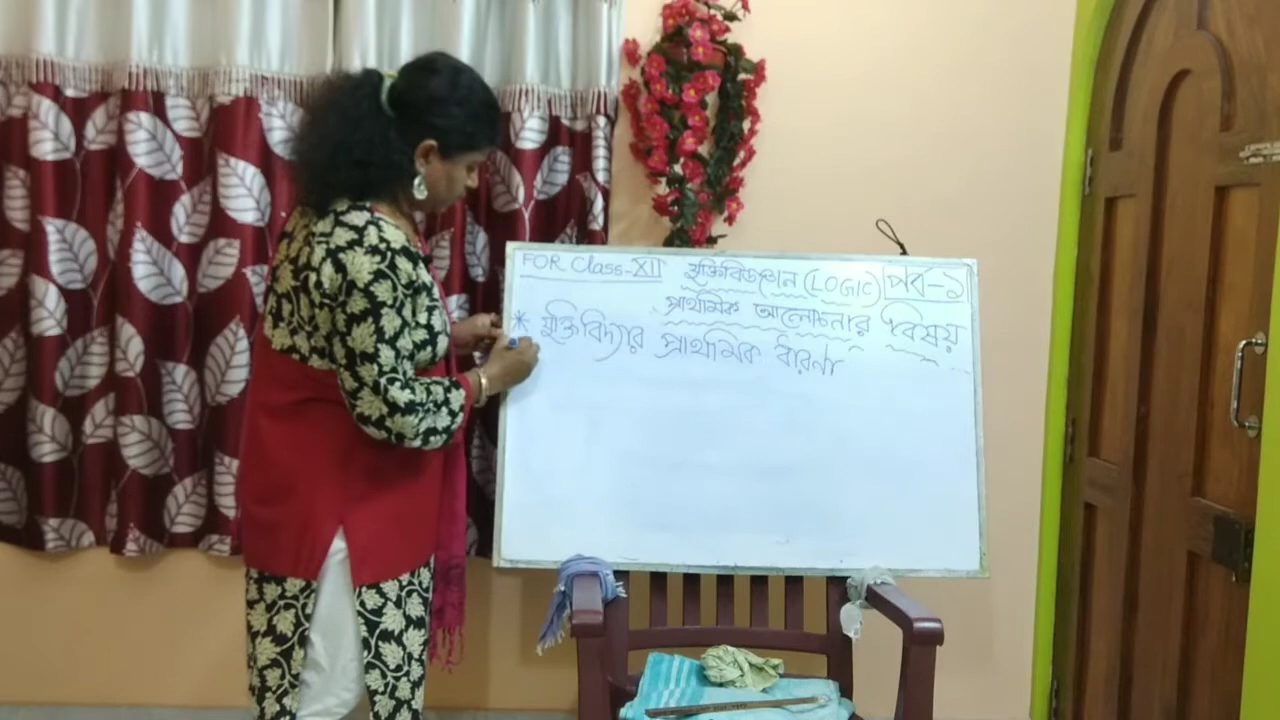 FOR Class-XII যুক্তিবিজ্ঞান (LOGIC) পর্ব-১
প্রাথমিক আলোচনার বিষয়
* যুক্তিবিদ্যার প্রাথমিক ধারণা